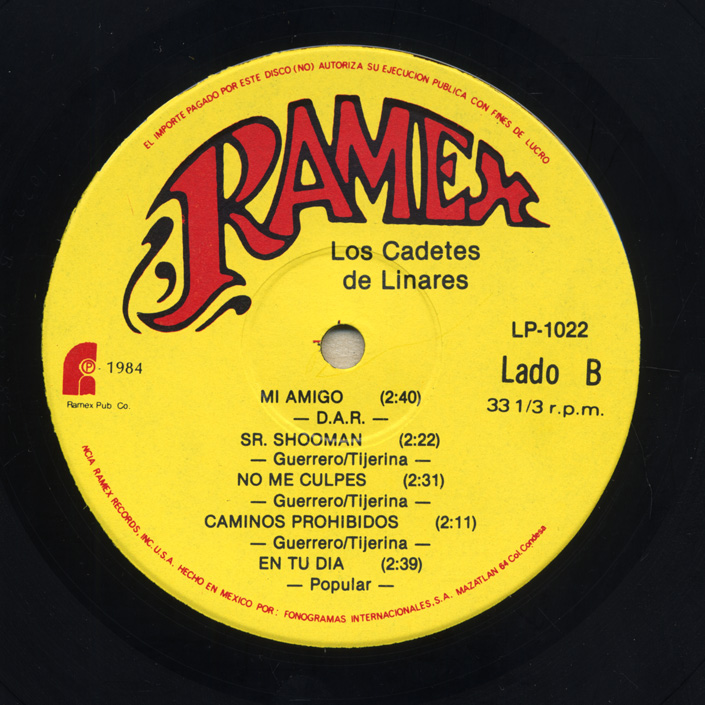 EL IMPORTE PAGADO POR ESTE DISCO (NO) AUTORIZA SU EJECUCION PUBLICA CON FINES DE LUCRO
RAMEX
Los Cadetes
de Linares
LP-1022
Lado B
33 1/3 r.p.m.
℗ · 1984
Ramex Pub. Co.
MI AMIGO (2:40)
— D.A.R. —
SR. SHOOMAN (2:22)
— Guerrero/Tijerina —
NO ME CULPES (2:31)
— Guerrero/Tijerina —
CAMINOS PROHIBIDOS (2:11)
— Guerrero/Tijerina —
EN TU DIA (2:39)
— Popular —
NCIA RAMEX RECORDS, INC. U.S.A. HECHO EN MEXICO POR: FONOGRAMAS INTERNACIONALES, S.A. MAZATLAN 64 Col. Condesa